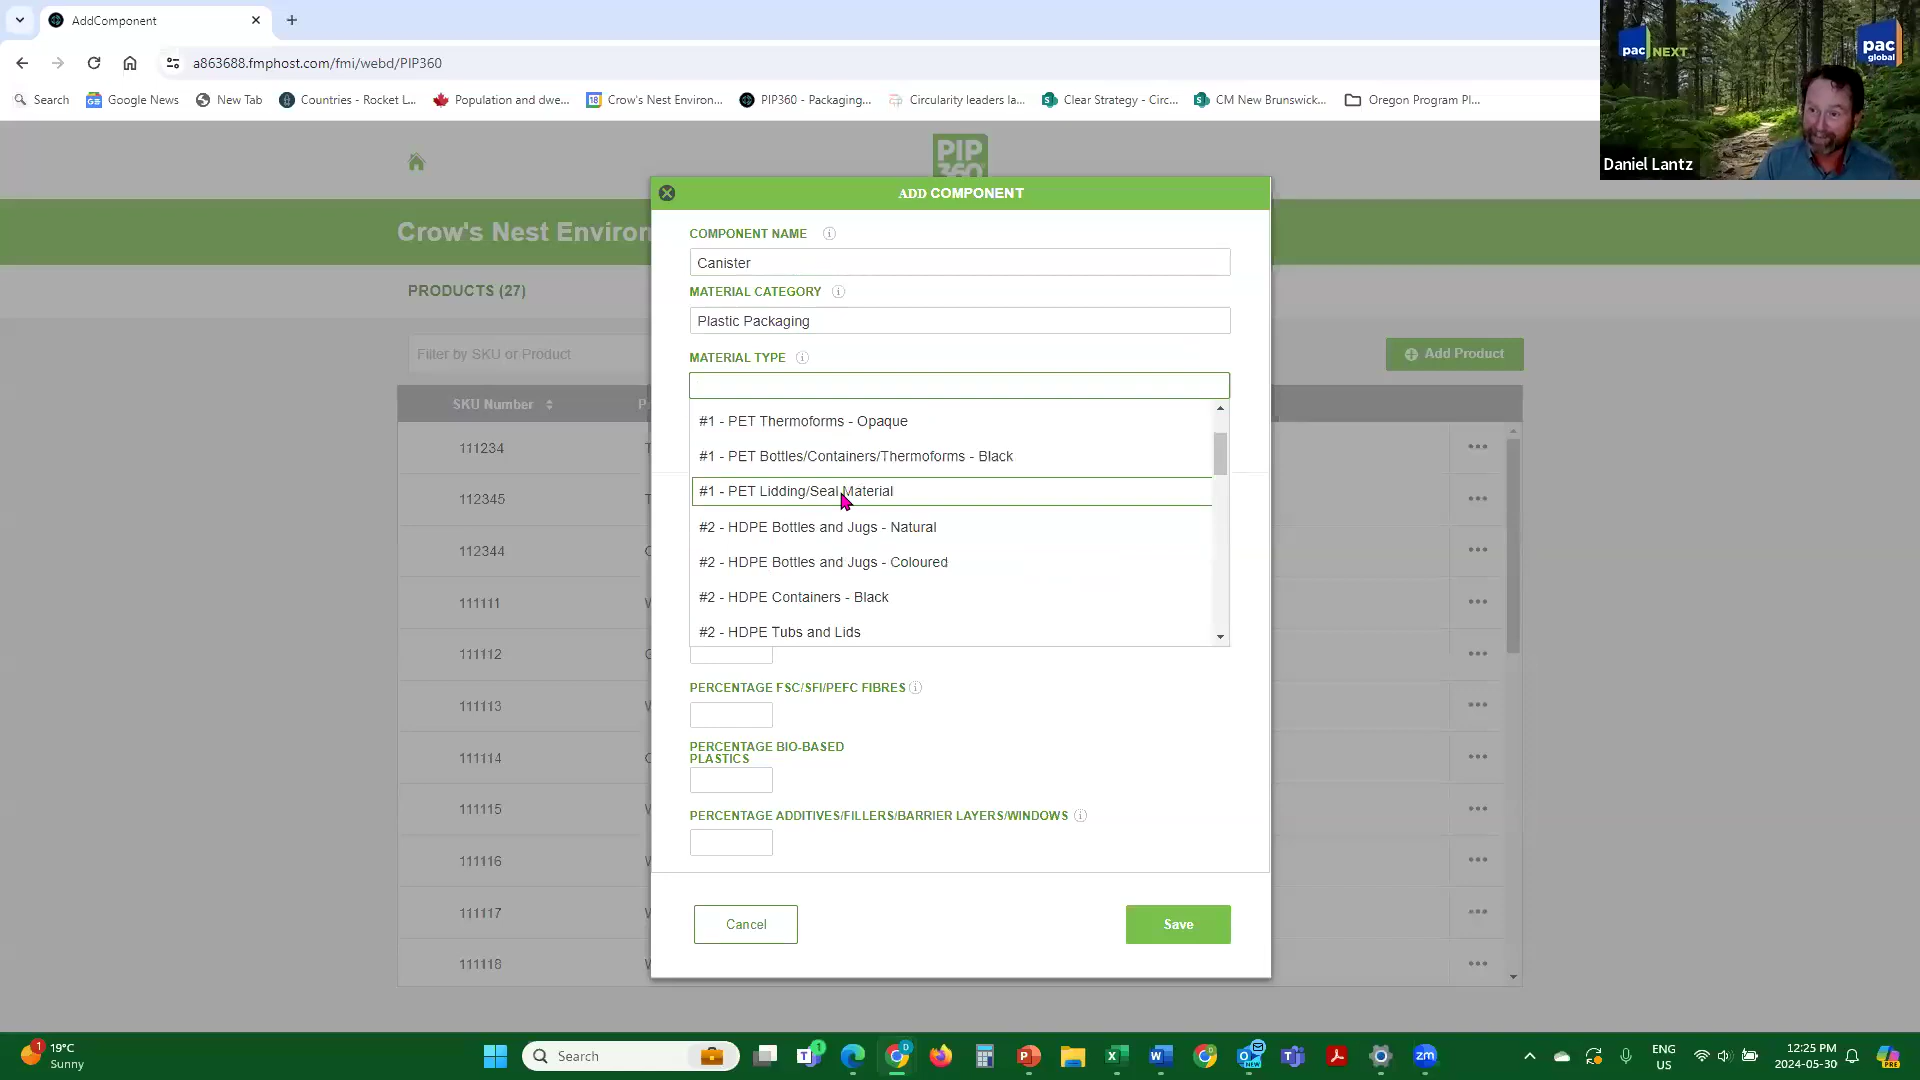 AddComponent
a863688.fmphost.com/fmi/webd/PIP360
Search
Google News
New Tab
Countries - Rocket L...
Population and dwe...
Crow's Nest Environ...
PIP360 - Packaging...
Circularity leaders la...
Clear Strategy - Circ...
CM New Brunswick...
Oregon Program Pl...
pac NEXT
pac global
Daniel Lantz
PIP
360
Crow's Nest Environ
PRODUCTS (27)
Filter by SKU or Product
Add Product
SKU Number
111234
112345
112344
111111
111112
111113
111114
111115
111116
111117
111118
ADD COMPONENT
COMPONENT NAME
Canister
MATERIAL CATEGORY
Plastic Packaging
MATERIAL TYPE
#1 - PET Thermoforms - Opaque
#1 - PET Bottles/Containers/Thermoforms - Black
#1 - PET Lidding/Seal Material
#2 - HDPE Bottles and Jugs - Natural
#2 - HDPE Bottles and Jugs - Coloured
#2 - HDPE Containers - Black
#2 - HDPE Tubs and Lids
PERCENTAGE FSC/SFI/PEFC FIBRES
PERCENTAGE BIO-BASED
PLASTICS
PERCENTAGE ADDITIVES/FILLERS/BARRIER LAYERS/WINDOWS
Cancel
Save
1
19°C
Sunny
Search
1
zm
ENG
US
12:25 PM
2024-05-30